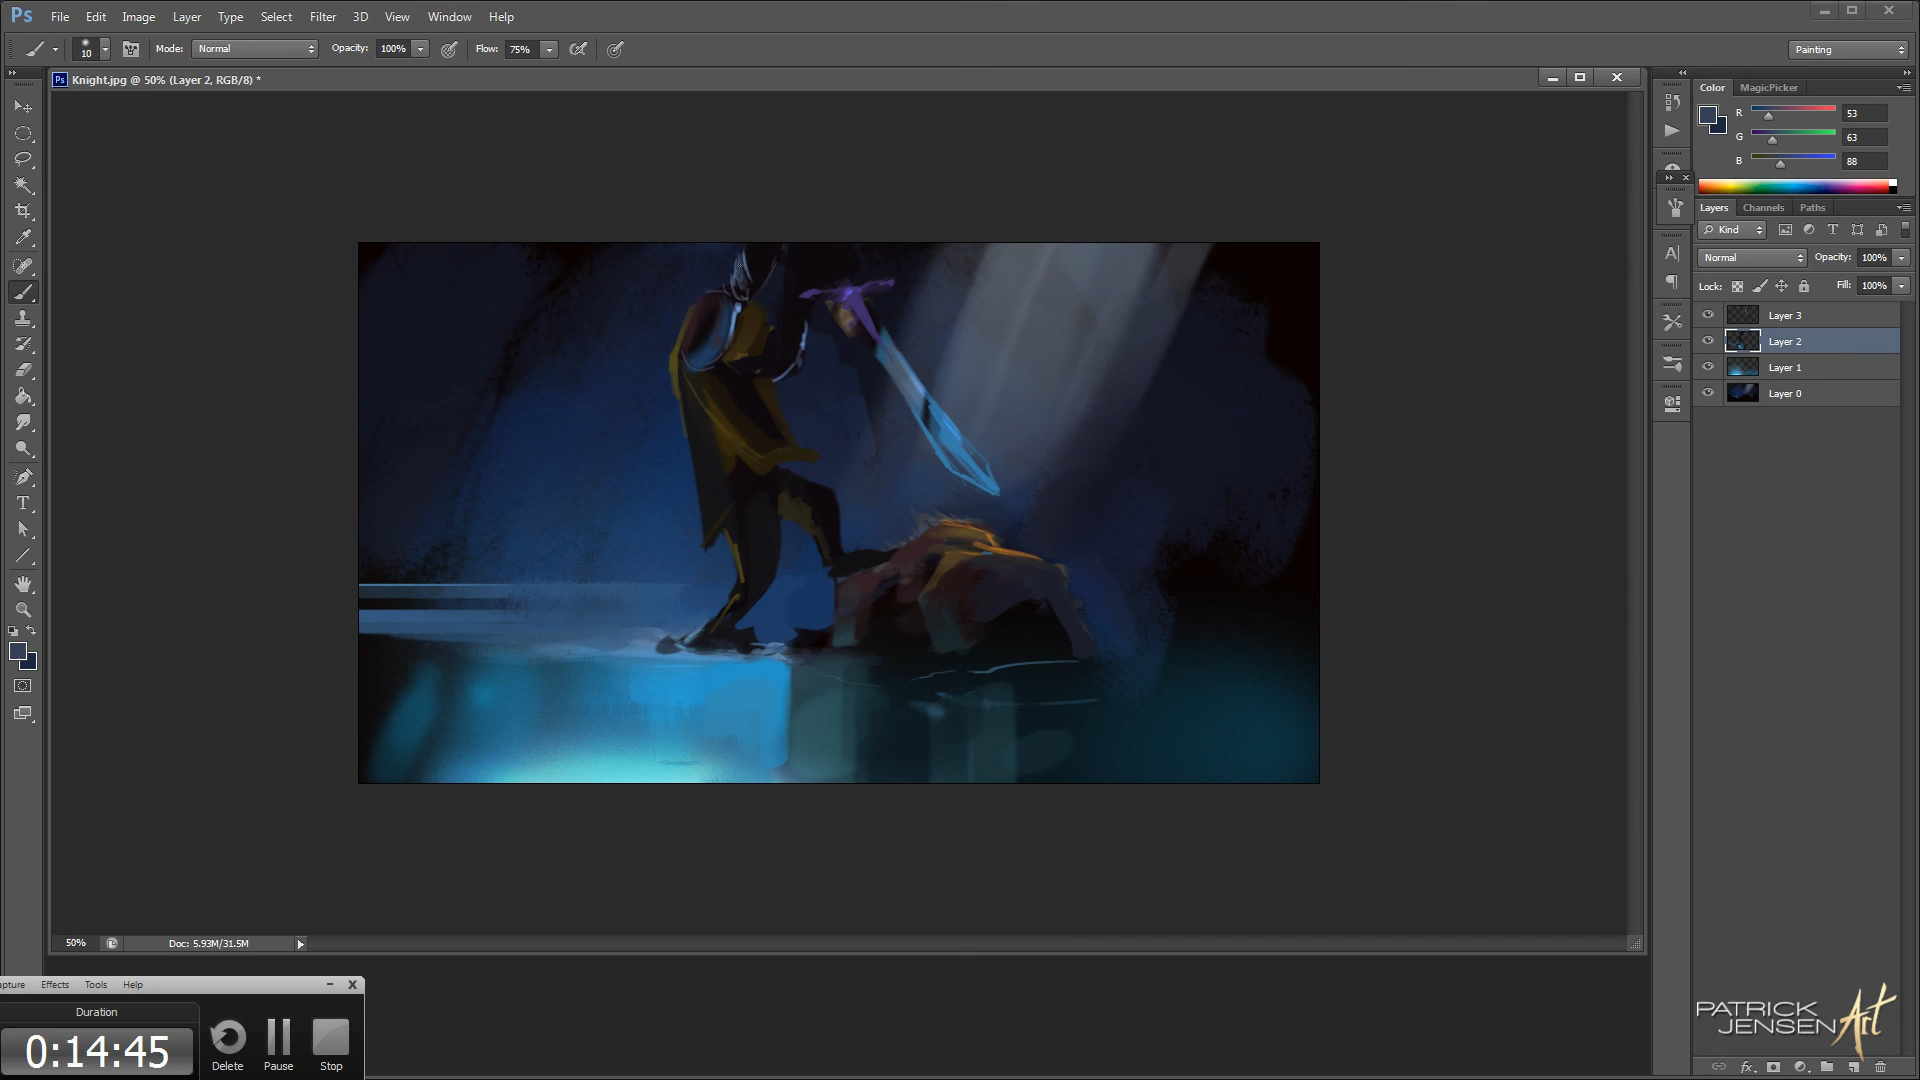 Ps File Edit Image Layer Type Select Filter 3D View Window Help
10 Mode: Normal Opacity: 100% Flow: 75% Painting
Ps Knight.jpg @ 50% (Layer 2, RGB/8) *
Color MagicPicker
R 53
G 63
B 88
Layers Channels Paths
Kind T
Normal Opacity: 100%
Lock: Fill: 100%
Layer 3
Layer 2
Layer 1
Layer 0
A
T
50% Doc: 5.93M/31.5M
apture Effects Tools Help
Duration
0:14:45
Delete Pause Stop
PATRICK
JENSEN Art
fx